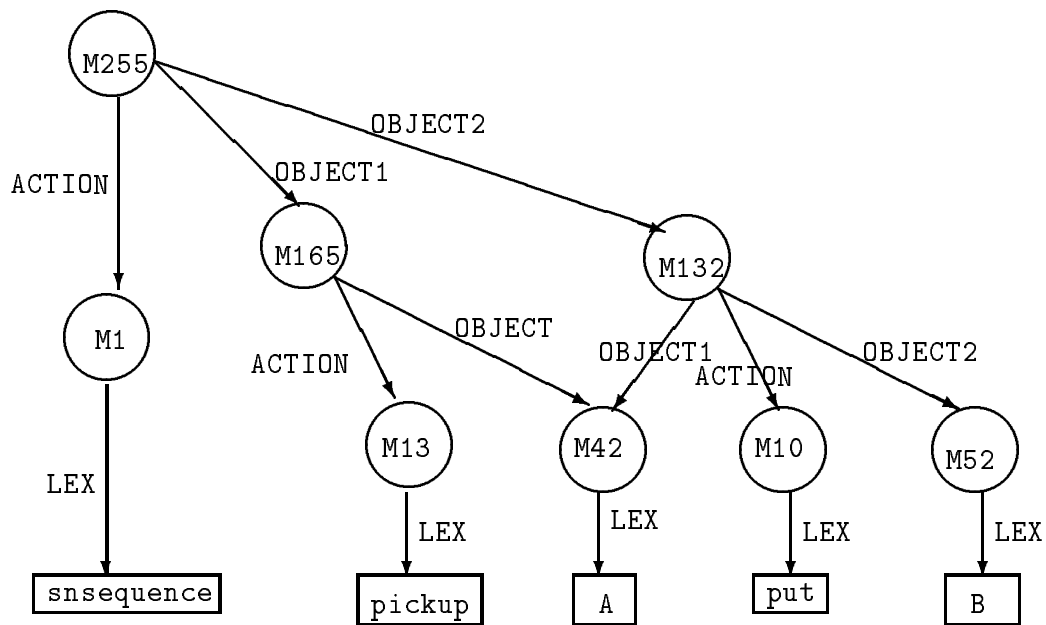 M255
OBJECT2
OBJECT1
ACTION
M165
M132
M1
OBJECT
OBJECT1
OBJECT2
ACTION
ACTION
M13
M42
M10
M52
LEX
LEX
LEX
LEX
LEX
snsequence
pickup
A
put
B